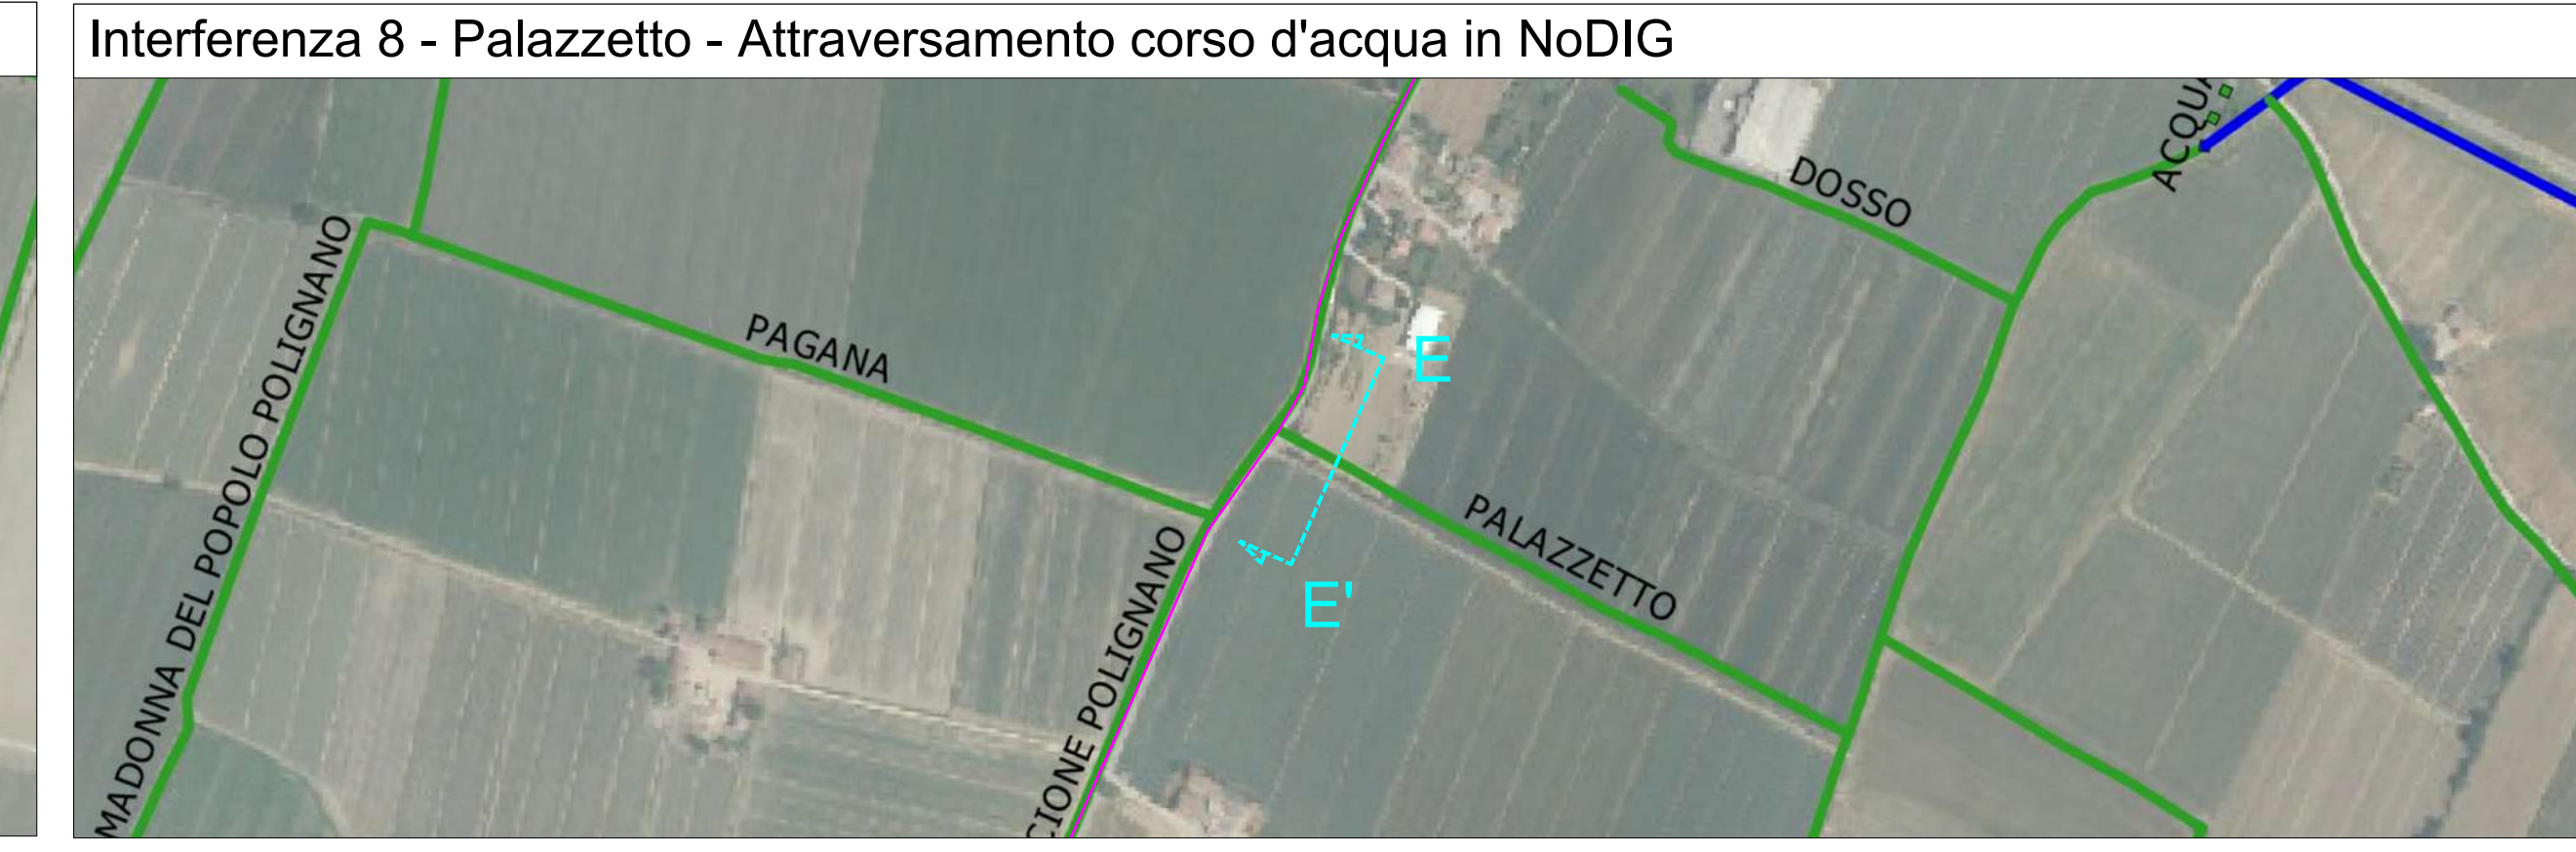 Interferenza 8 - Palazzetto - Attraversamento corso d'acqua in NoDIG
ACQUA
DOSSO
MADONNA DEL POPOLO POLIGNANO
PAGANA
E
PALAZZETTO
CIONE POLIGNANO
E'